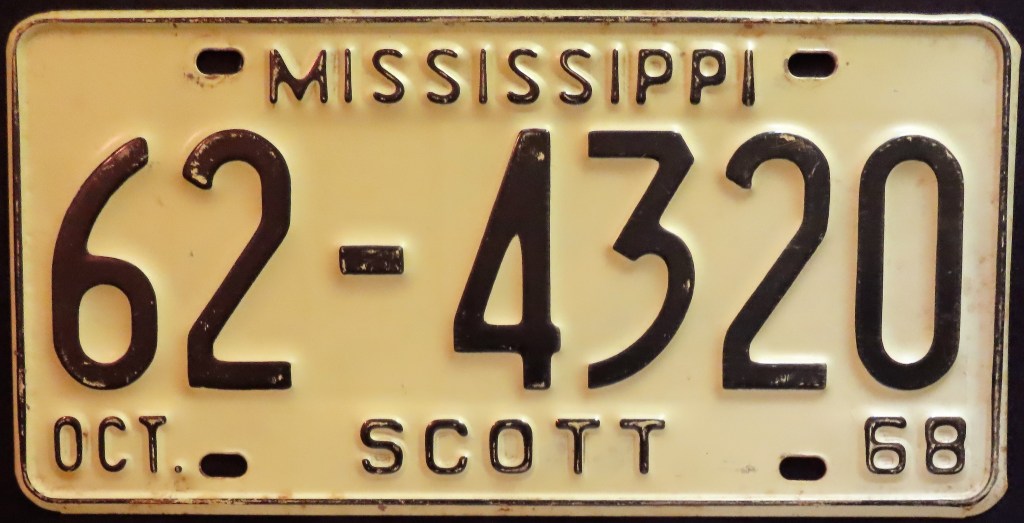 MISSISSIPPI
62-4320
OCT. SCOTT 68